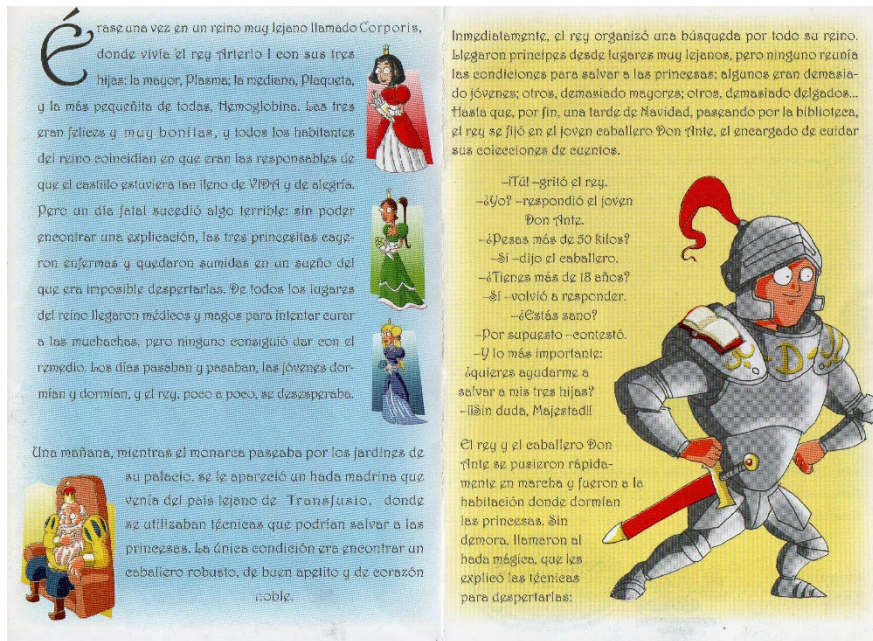 Érase una vez en un reino muy lejano llamado Corporis,
donde vivía el rey Arterio I con sus tres
hijas: la mayor, Plasma; la mediana, Plaqueta,
y la más pequeñita de todas, Hemoglobina. Las tres
eran felices y muy bonitas, y todos los habitantes
del reino coincidían en que eran las responsables de
que el castillo estuviera tan lleno de VIDA y de alegría.
Pero un día fatal sucedió algo terrible: sin poder
encontrar una explicación, las tres princesitas caye-
ron enfermas y quedaron sumidas en un sueño del
que era imposible despertarlas. De todos los lugares
del reino llegaron médicos y magos para intentar curar
a las muchachas, pero ninguno consiguió dar con el
remedio. Los días pasaban y pasaban, las jóvenes dor-
mían y dormían, y el rey, poco a poco, se desesperaba.
Una mañana, mientras el monarca paseaba por los jardines de
su palacio, se le apareció un hada madrina que
venía del país lejano de Transfusio, donde
se utilizaban técnicas que podrían salvar a las
princesas. La única condición era encontrar un
caballero robusto, de buen apetito y de corazón
noble.
Inmediatamente, el rey organizó una búsqueda por todo su reino.
Llegaron príncipes desde lugares muy lejanos, pero ninguno reunía
las condiciones para salvar a las princesas: algunos eran demasia-
do jóvenes; otros, demasiado mayores; otros, demasiado delgados...
Hasta que, por fin, una tarde de Navidad, paseando por la biblioteca,
el rey se fijó en el joven caballero Don Ante, el encargado de cuidar
sus colecciones de cuentos.
–¡Tú! –gritó el rey.
–¿Yo? –respondió el joven
Don Ante.
–¿Pesas más de 50 kilos?
–Sí –dijo el caballero.
–¿Tienes más de 18 años?
–Sí –volvió a responder.
–¿Estás sano?
–Por supuesto –contestó.
–Y lo más importante:
¿quieres ayudarme a
salvar a mis tres hijas?
–¡¡Sin duda, Majestad!!
El rey y el caballero Don
Ante se pusieron rápida-
mente en marcha y fueron a la
habitación donde dormían
las princesas. Sin
demora, llamaron al
hada mágica, que les
explicó las técnicas
para despertarlas:
D